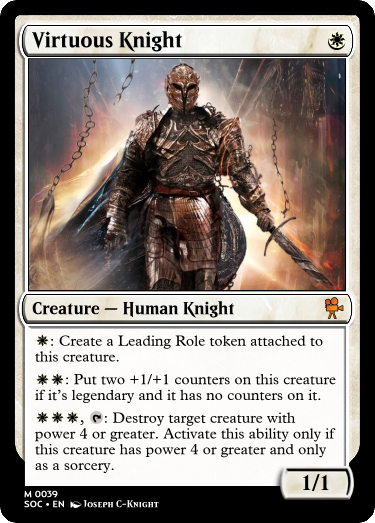 Virtuous Knight
Creature — Human Knight
: Create a Leading Role token attached to
this creature.
: Put two +1/+1 counters on this creature
if it's legendary and it has no counters on it.
, : Destroy target creature with
power 4 or greater. Activate this ability only if
this creature has power 4 or greater and only
as a sorcery.
1/1
M 0039
SOC • EN Joseph C-Knight